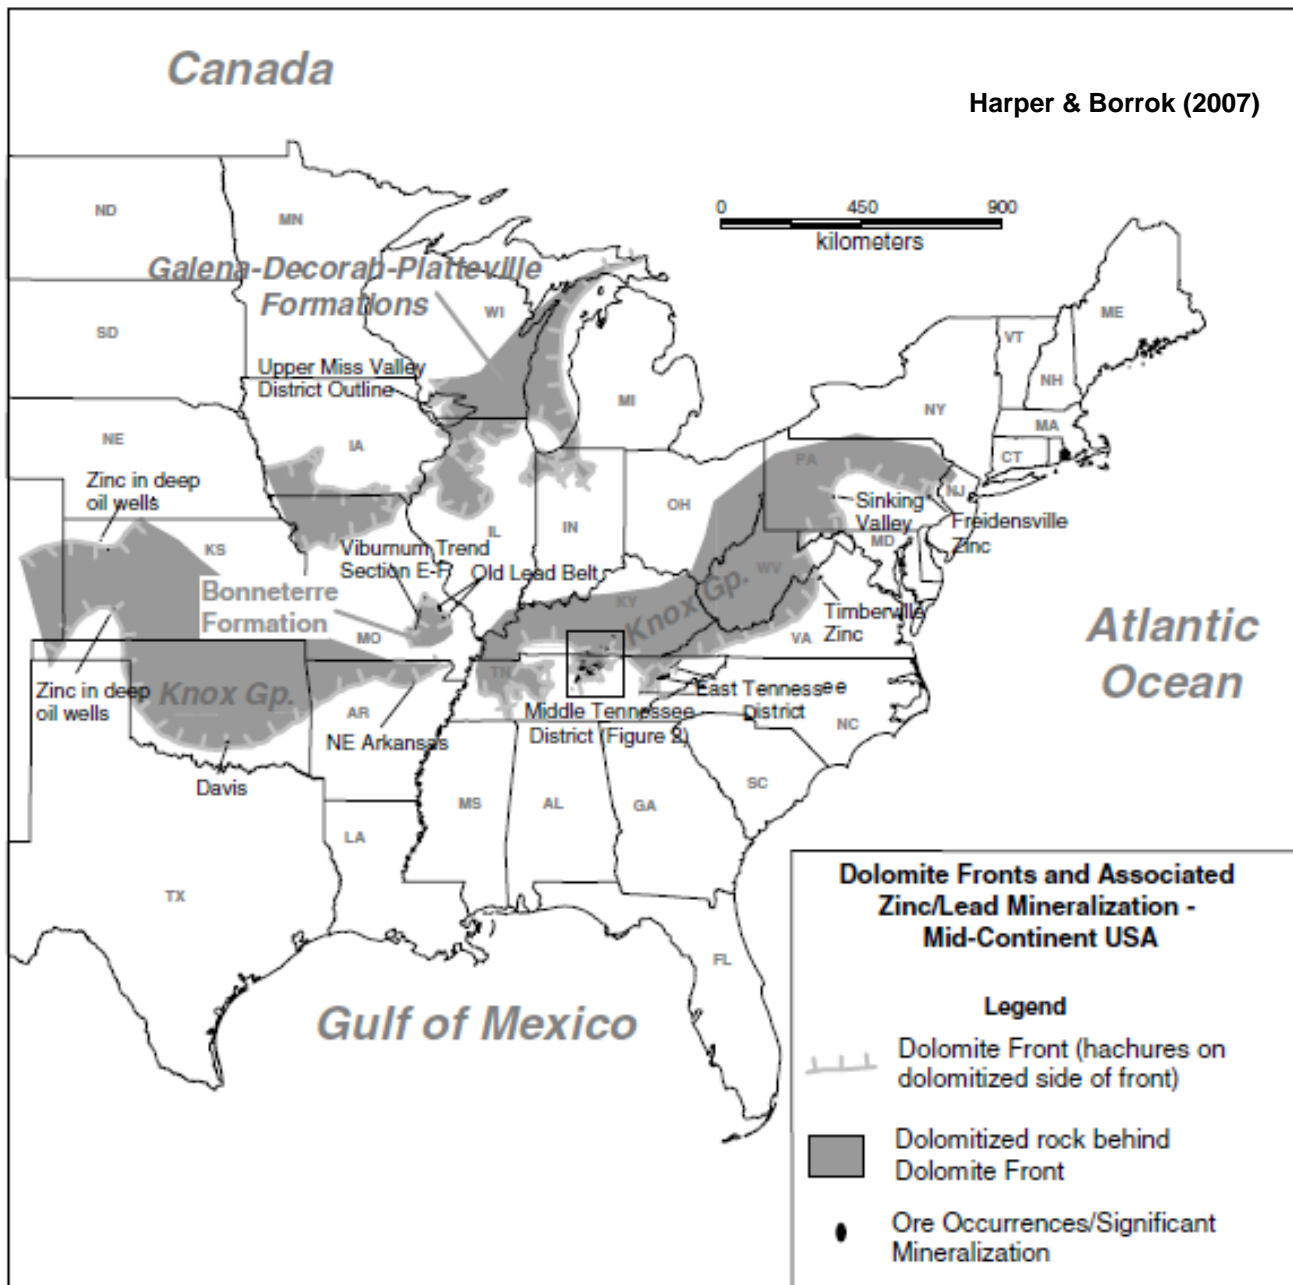 Canada
Harper & Borrok (2007)
0 450 900
kilometers
ND
MN
Galena-Decorah-Platteville
Formations
WI
SD
ME
VT
NH
Upper Miss Valley
District Outline
MI
NY
MA
CT
NE
IA
PA
Zinc in deep
oil wells
NJ
Sinking
Valley
Freidensville
Zinc
OH
IN
IL
MD
KS
Viburnum Trend
Section E-F
Old Lead Belt
WV
Bonneterre
Formation
KY
Knox Gp.
Timberville
Zinc
MO
VA
Atlantic
Ocean
TN
Zinc in deep
oil wells
Knox Gp.
East Tennessee
District
AR
Middle Tennessee
District (Figure 2)
NC
NE Arkansas
Davis
SC
MS
AL
GA
LA
TX
FL
Gulf of Mexico
Dolomite Fronts and Associated
Zinc/Lead Mineralization -
Mid-Continent USA
Legend
Dolomite Front (hachures on
dolomitized side of front)
Dolomitized rock behind
Dolomite Front
Ore Occurrences/Significant
Mineralization